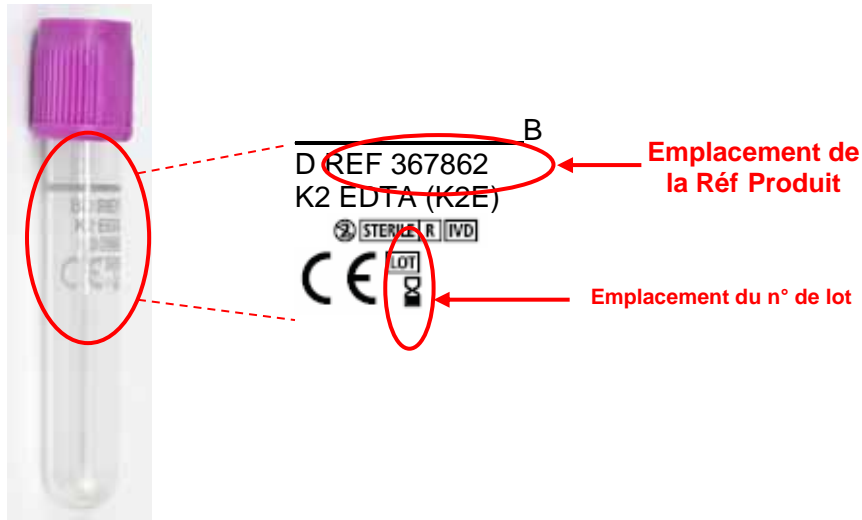 B
D REF 367862
K2 EDTA (K2E)
STERILE R IVD
CE LOT
Emplacement de
la Réf Produit
Emplacement du n° de lot